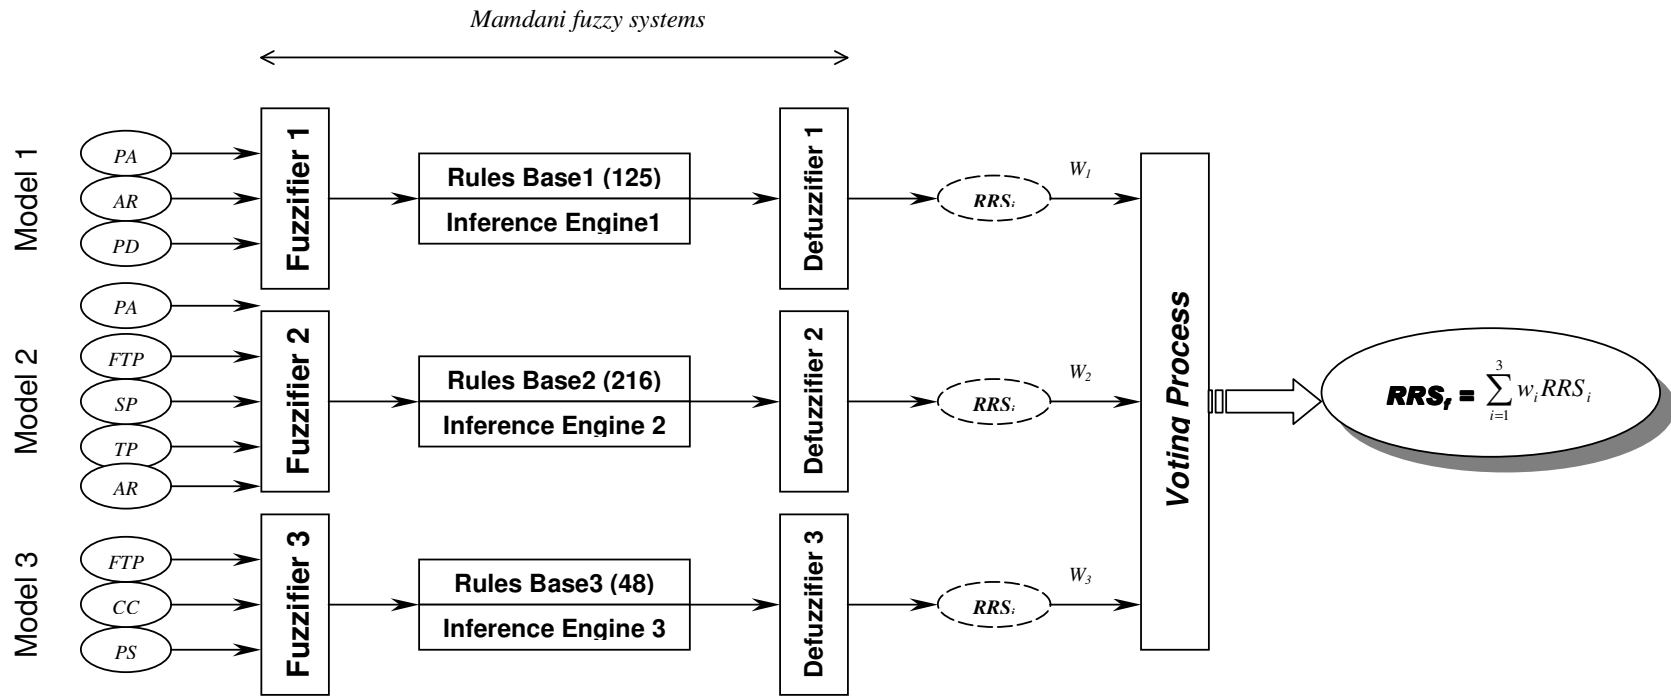 Mamdani fuzzy systems
Model 1
PA
AR
PD
Fuzzifier 1
Rules Base1 (125)
Inference Engine1
Defuzzifier 1
RRSi
W1
Model 2
PA
FTP
SP
TP
AR
Fuzzifier 2
Rules Base2 (216)
Inference Engine 2
Defuzzifier 2
RRSi
W2
Model 3
FTP
CC
PS
Fuzzifier 3
Rules Base3 (48)
Inference Engine 3
Defuzzifier 3
RRSi
W3
Voting Process
RRSf = ∑_{i=1}^{3} wi RRSi